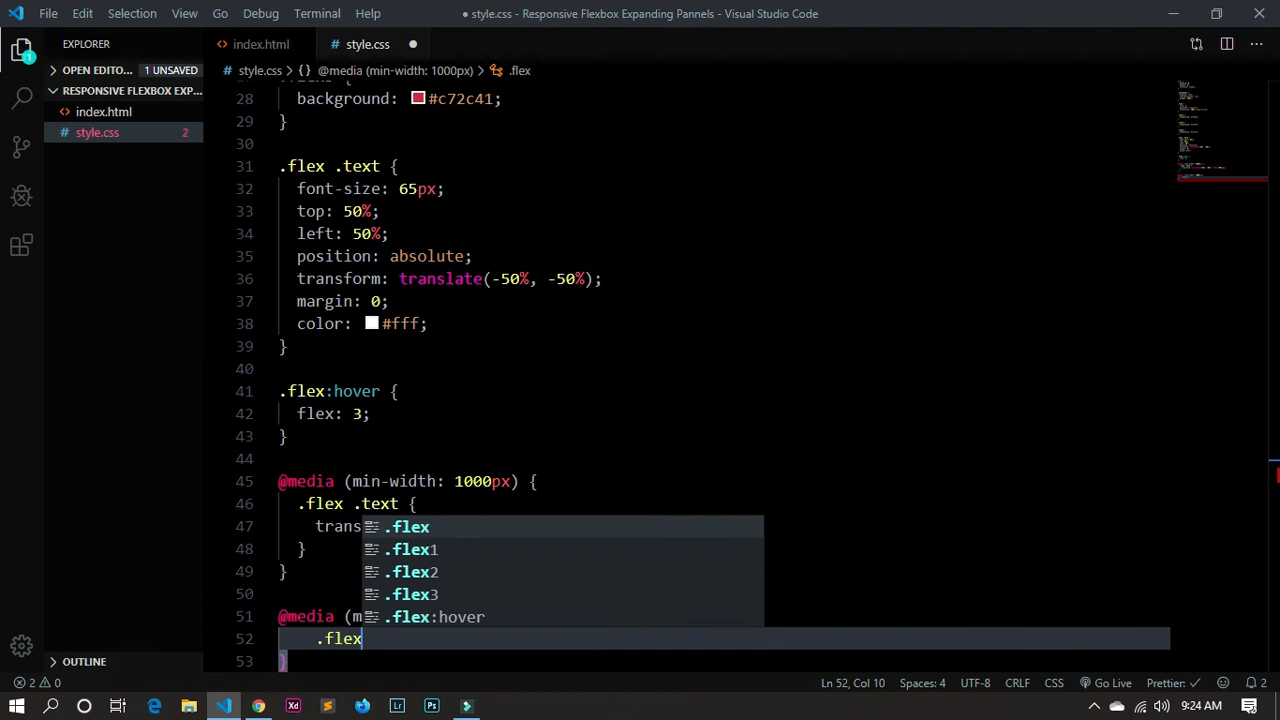 File Edit Selection View Go Debug Terminal Help
● style.css - Responsive Flexbox Expanding Pannels - Visual Studio Code
EXPLORER
OPEN EDITO... 1 UNSAVED
RESPONSIVE FLEXBOX EXP...
<> index.html
# style.css 2
OUTLINE
<> index.html # style.css ●
# style.css > {} @media (min-width: 1000px) > .flex
28 background: #c72c41;
29 }
30
31 .flex .text {
32 font-size: 65px;
33 top: 50%;
34 left: 50%;
35 position: absolute;
36 transform: translate(-50%, -50%);
37 margin: 0;
38 color: #fff;
39 }
40
41 .flex:hover {
42 flex: 3;
43 }
44
45 @media (min-width: 1000px) {
46 .flex .text {
47 trans
48 }
49 }
50
51 @media (m
52 .flex
53 }
.flex
.flex1
.flex2
.flex3
.flex:hover
2 0 Ln 52, Col 10 Spaces: 4 UTF-8 CRLF CSS Go Live Prettier: ✓ 2
Xd Lr Ps 9:24 AM